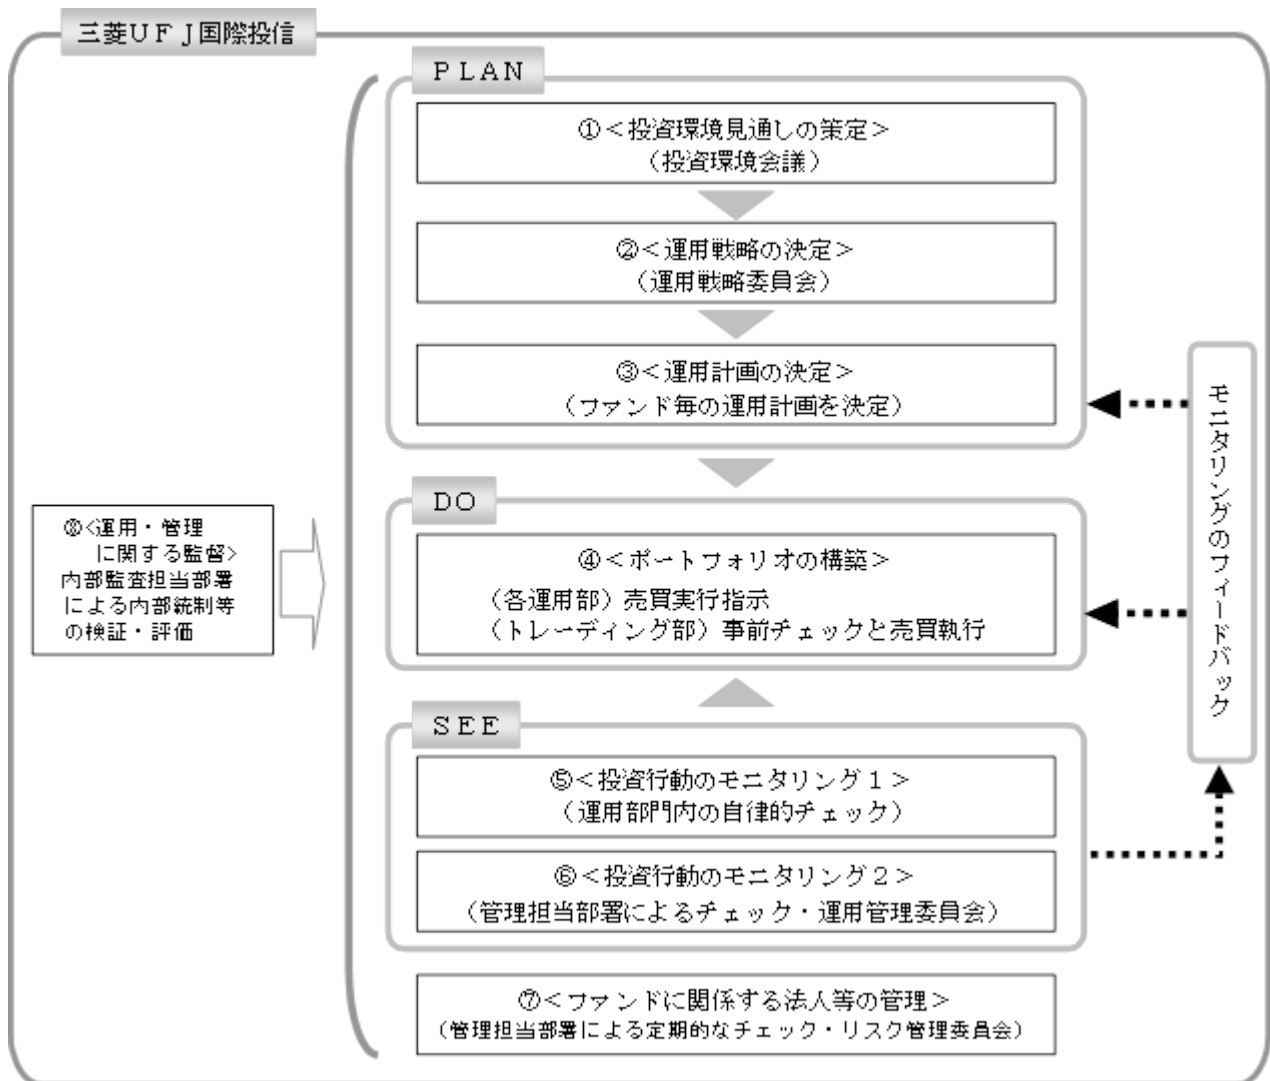 三菱ＵＦＪ国際投信
ＰＬＡＮ
①＜投資環境見通しの策定＞
（投資環境会議）
②＜運用戦略の決定＞
（運用戦略委員会）
③＜運用計画の決定＞
（ファンド毎の運用計画を決定）
ＤＯ
④＜ポートフォリオの構築＞
（各運用部）売買実行指示
（トレーディング部）事前チェックと売買執行
ＳＥＥ
⑤＜投資行動のモニタリング１＞
（運用部門内の自律的チェック）
⑥＜投資行動のモニタリング２＞
（管理担当部署によるチェック・運用管理委員会）
⑦＜ファンドに関係する法人等の管理＞
（管理担当部署による定期的なチェック・リスク管理委員会）
⑧<運用・管理
に関する監督>
内部監査担当部署
による内部統制等
の検証・評価
モニタリングのフィードバック